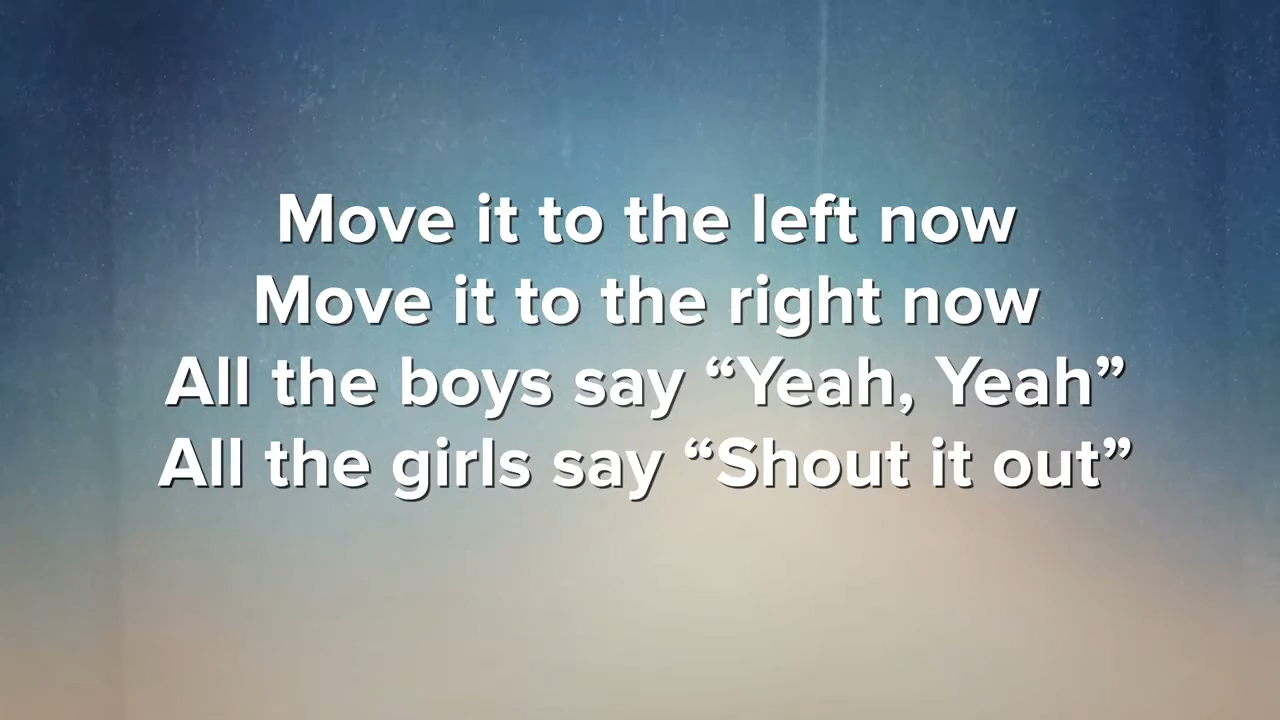 Move it to the left now
Move it to the right now
All the boys say “Yeah, Yeah”
All the girls say “Shout it out”